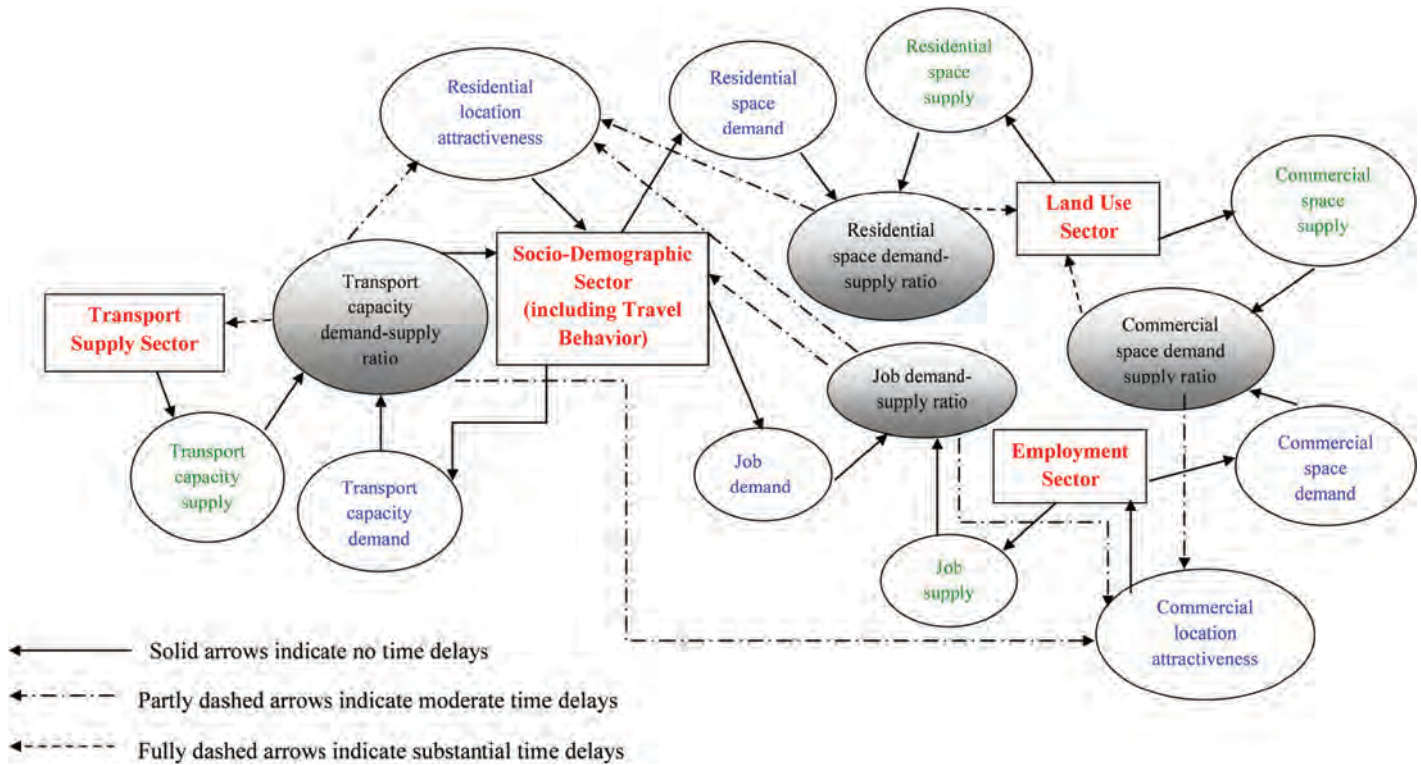 Residential
location
attractiveness
Residential
space
demand
Residential
space
supply
Commercial
space
supply
Land Use
Sector
Residential
space demand-
supply ratio
Socio-Demographic
Sector
(including Travel
Behavior)
Transport
capacity
demand-supply
ratio
Transport
Supply Sector
Commercial
space demand
supply ratio
Job demand-
supply ratio
Transport
capacity
supply
Transport
capacity
demand
Job
demand
Employment
Sector
Commercial
space
demand
Job
supply
Commercial
location
attractiveness
Solid arrows indicate no time delays
Partly dashed arrows indicate moderate time delays
Fully dashed arrows indicate substantial time delays